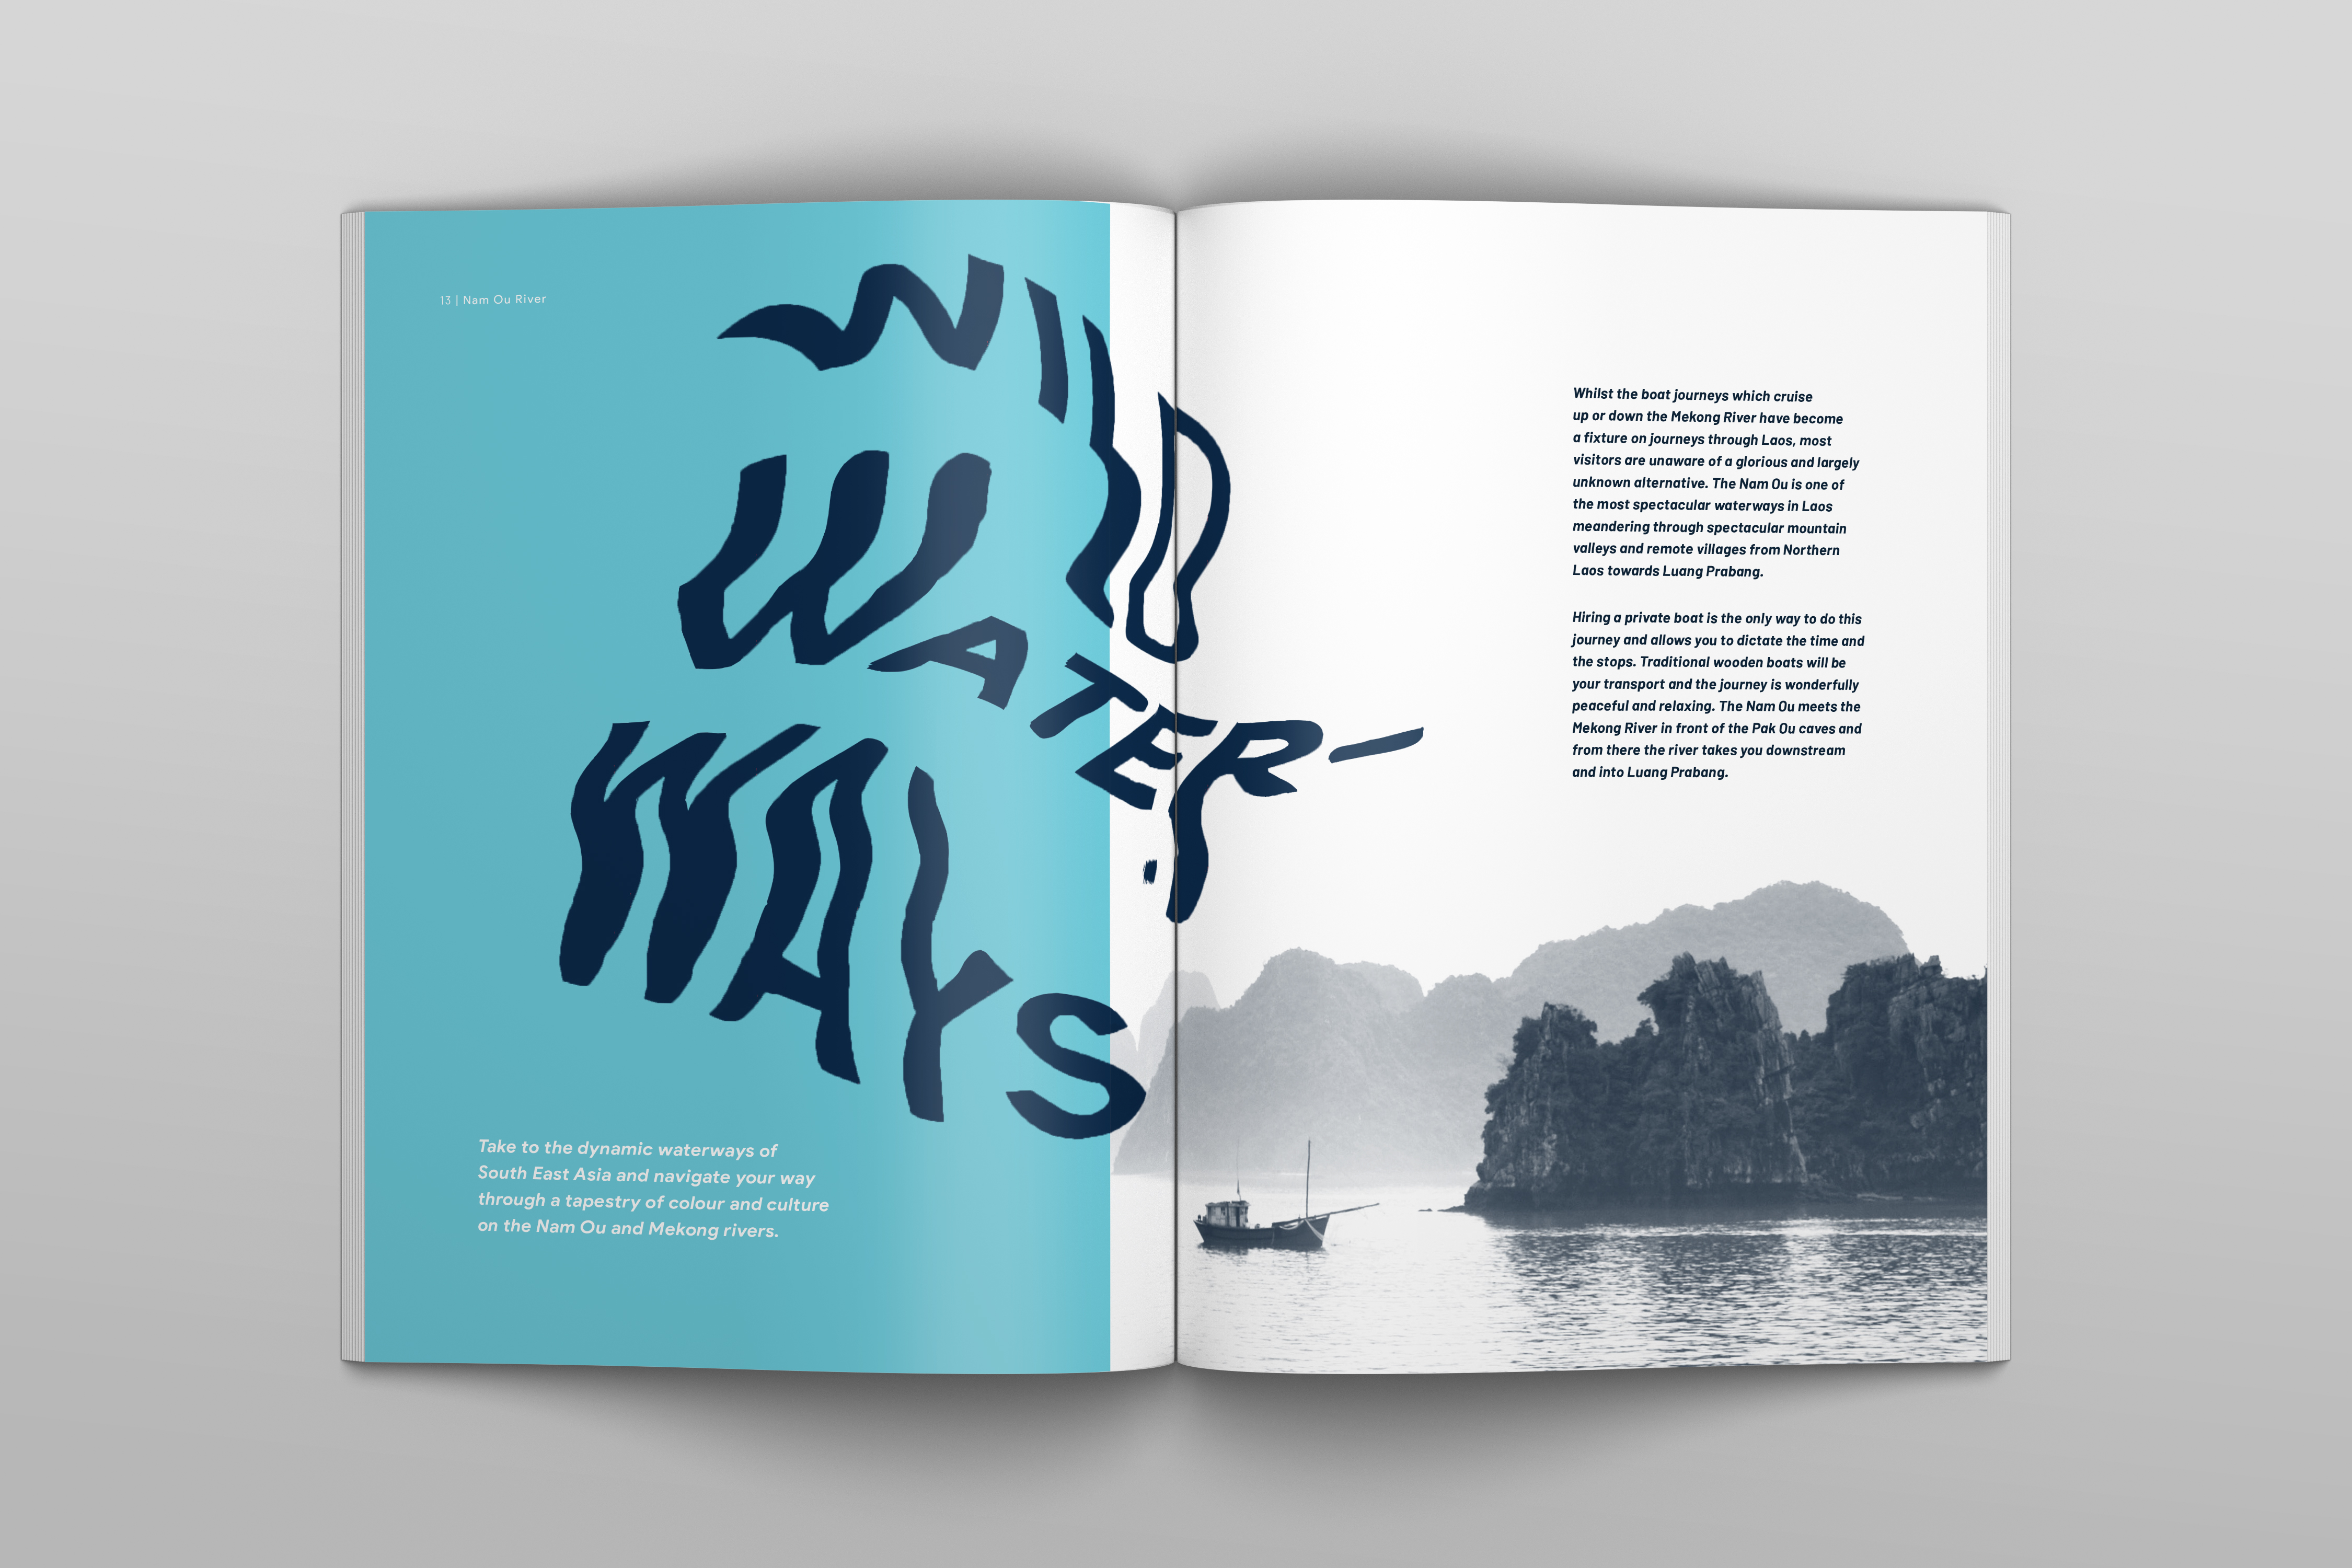 13 | Nam Ou River
WILD
WATER–
WAYS
Take to the dynamic waterways of
South East Asia and navigate your way
through a tapestry of colour and culture
on the Nam Ou and Mekong rivers.
Whilst the boat journeys which cruise
up or down the Mekong River have become
a fixture on journeys through Laos, most
visitors are unaware of a glorious and largely
unknown alternative. The Nam Ou is one of
the most spectacular waterways in Laos
meandering through spectacular mountain
valleys and remote villages from Northern
Laos towards Luang Prabang.
Hiring a private boat is the only way to do this
journey and allows you to dictate the time and
the stops. Traditional wooden boats will be
your transport and the journey is wonderfully
peaceful and relaxing. The Nam Ou meets the
Mekong River in front of the Pak Ou caves and
from there the river takes you downstream
and into Luang Prabang.